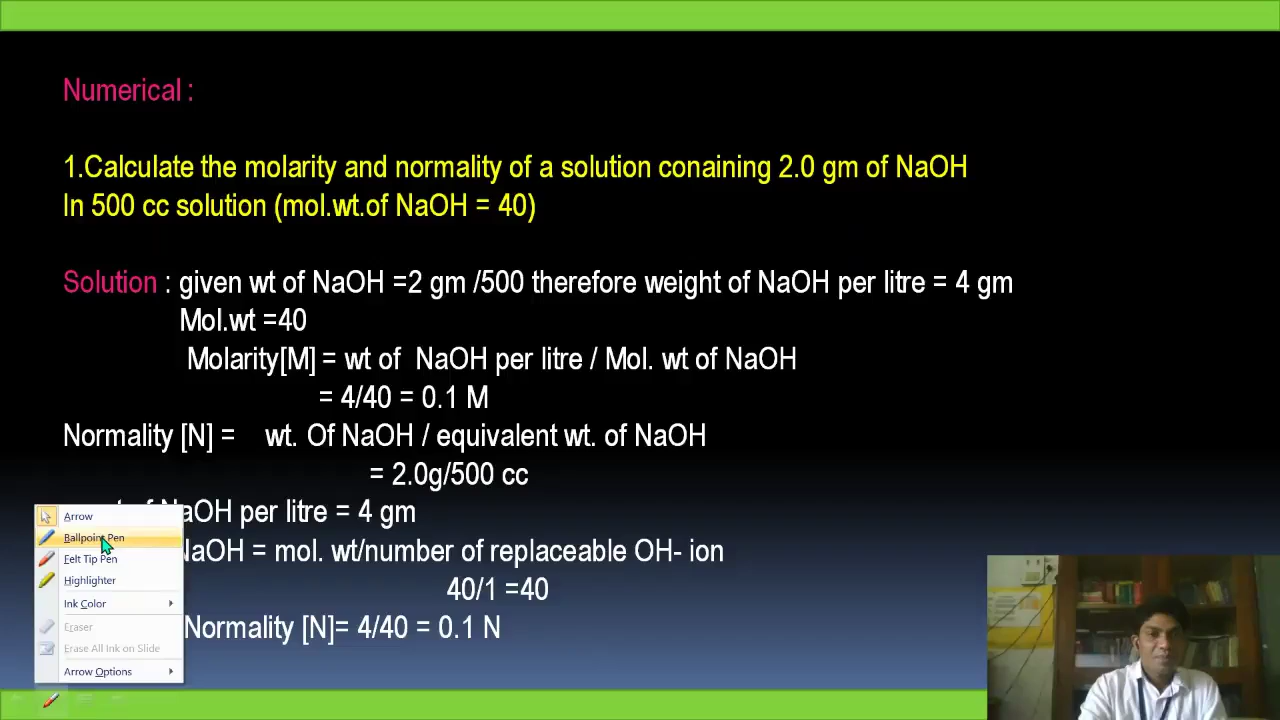 Numerical :
1.Calculate the molarity and normality of a solution conaining 2.0 gm of NaOH
In 500 cc solution (mol.wt.of NaOH = 40)
Solution : given wt of NaOH =2 gm /500 therefore weight of NaOH per litre = 4 gm
Mol.wt =40
Molarity[M] = wt of NaOH per litre / Mol. wt of NaOH
= 4/40 = 0.1 M
Normality [N] = wt. Of NaOH / equivalent wt. of NaOH
= 2.0g/500 cc
of NaOH per litre = 4 gm
NaOH = mol. wt/number of replaceable OH- ion
40/1 =40
Normality [N]= 4/40 = 0.1 N
Arrow
Ballpoint Pen
Felt Tip Pen
Highlighter
Ink Color
Eraser
Erase All Ink on Slide
Arrow Options